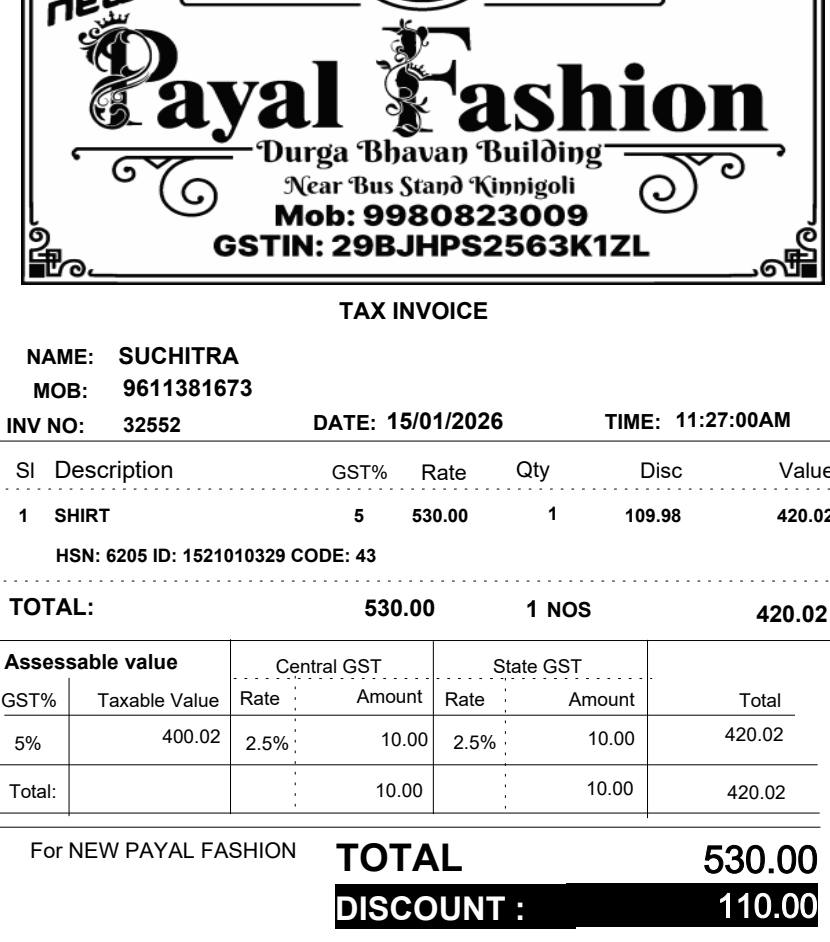 new
Payal Fashion
Durga Bhavan Building
Near Bus Stand Kinnigoli
Mob: 9980823009
GSTIN: 29BJHPS2563K1ZL
TAX INVOICE
NAME: SUCHITRA
MOB: 9611381673
INV NO: 32552 DATE: 15/01/2026 TIME: 11:27:00AM
Sl Description GST% Rate Qty Disc Value
1 SHIRT 5 530.00 1 109.98 420.02
HSN: 6205 ID: 1521010329 CODE: 43
TOTAL: 530.00 1 NOS 420.02
Assessable value Central GST State GST
GST% Taxable Value Rate Amount Rate Amount Total
5% 400.02 2.5% 10.00 2.5% 10.00 420.02
Total: 10.00 10.00 420.02
For NEW PAYAL FASHION TOTAL 530.00
DISCOUNT : 110.00